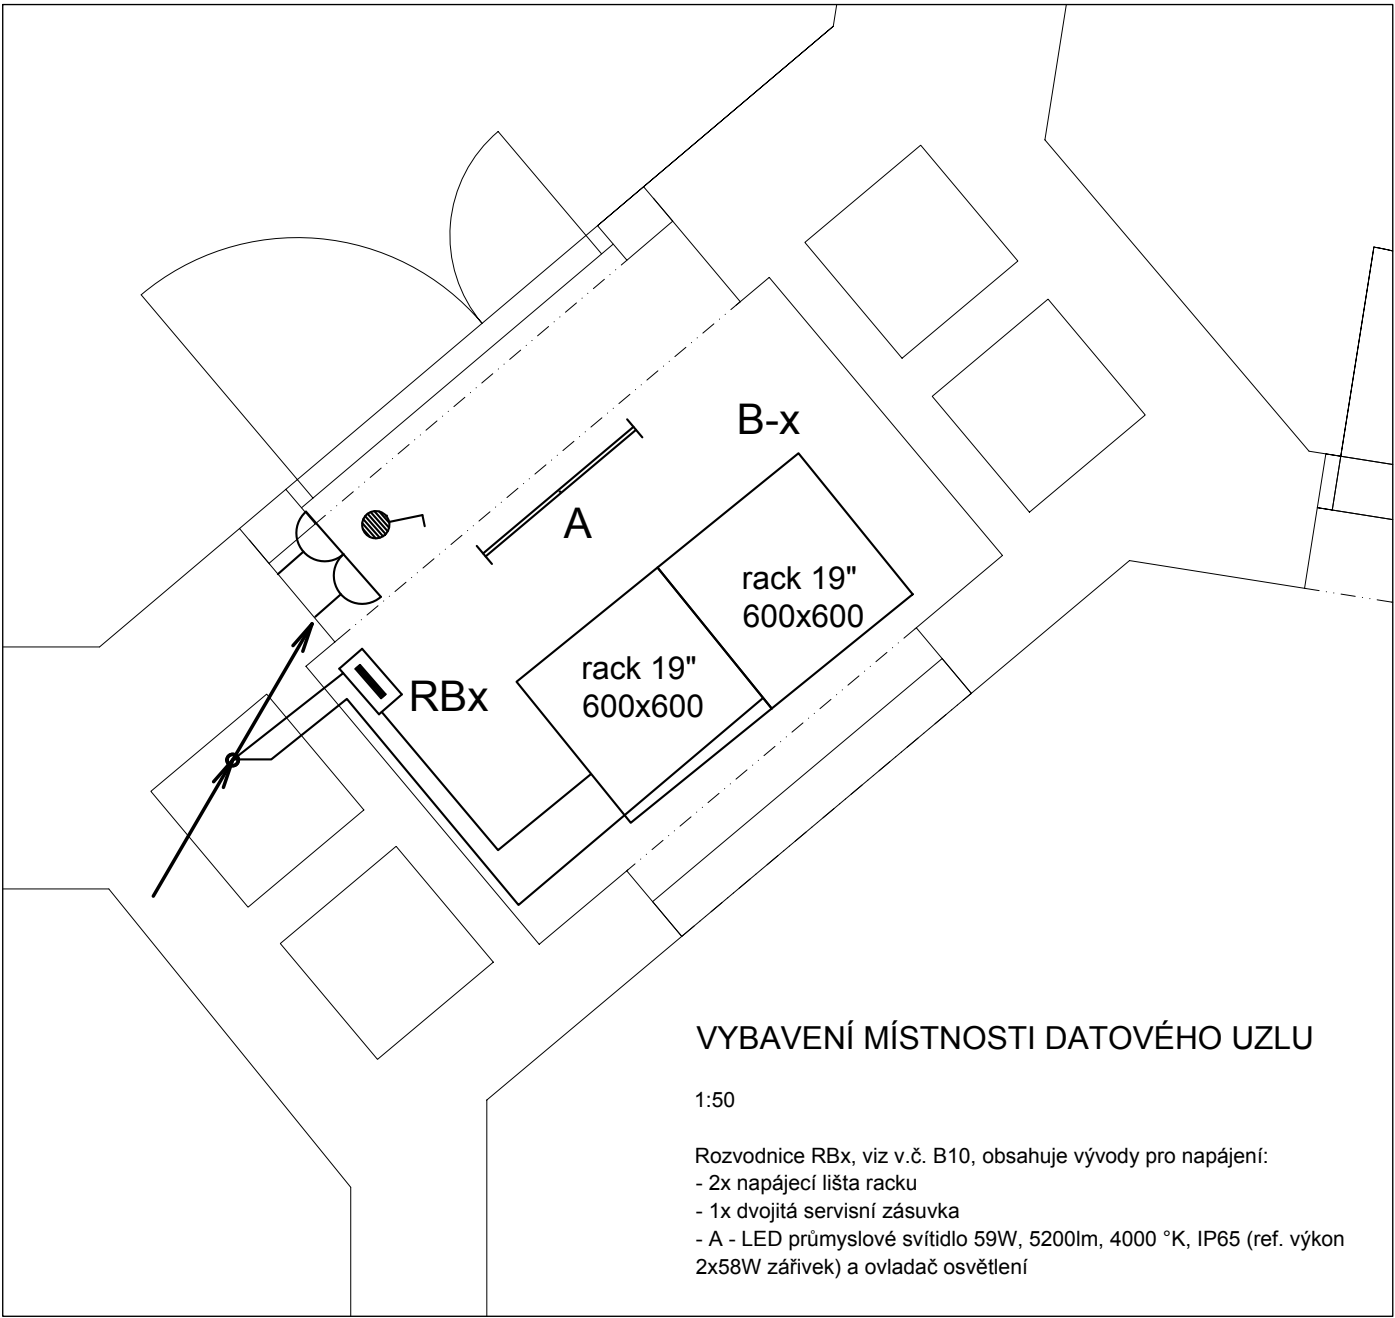 B-x
A
rack 19"
600x600
rack 19"
600x600
RBx
VYBAVENÍ MÍSTNOSTI DATOVÉHO UZLU
1:50
Rozvodnice RBx, viz v.č. B10, obsahuje vývody pro napájení:
- 2x napájecí lišta racku
- 1x dvojitá servisní zásuvka
- A - LED průmyslové svítidlo 59W, 5200lm, 4000 °K, IP65 (ref. výkon
2x58W zářivek) a ovladač osvětlení